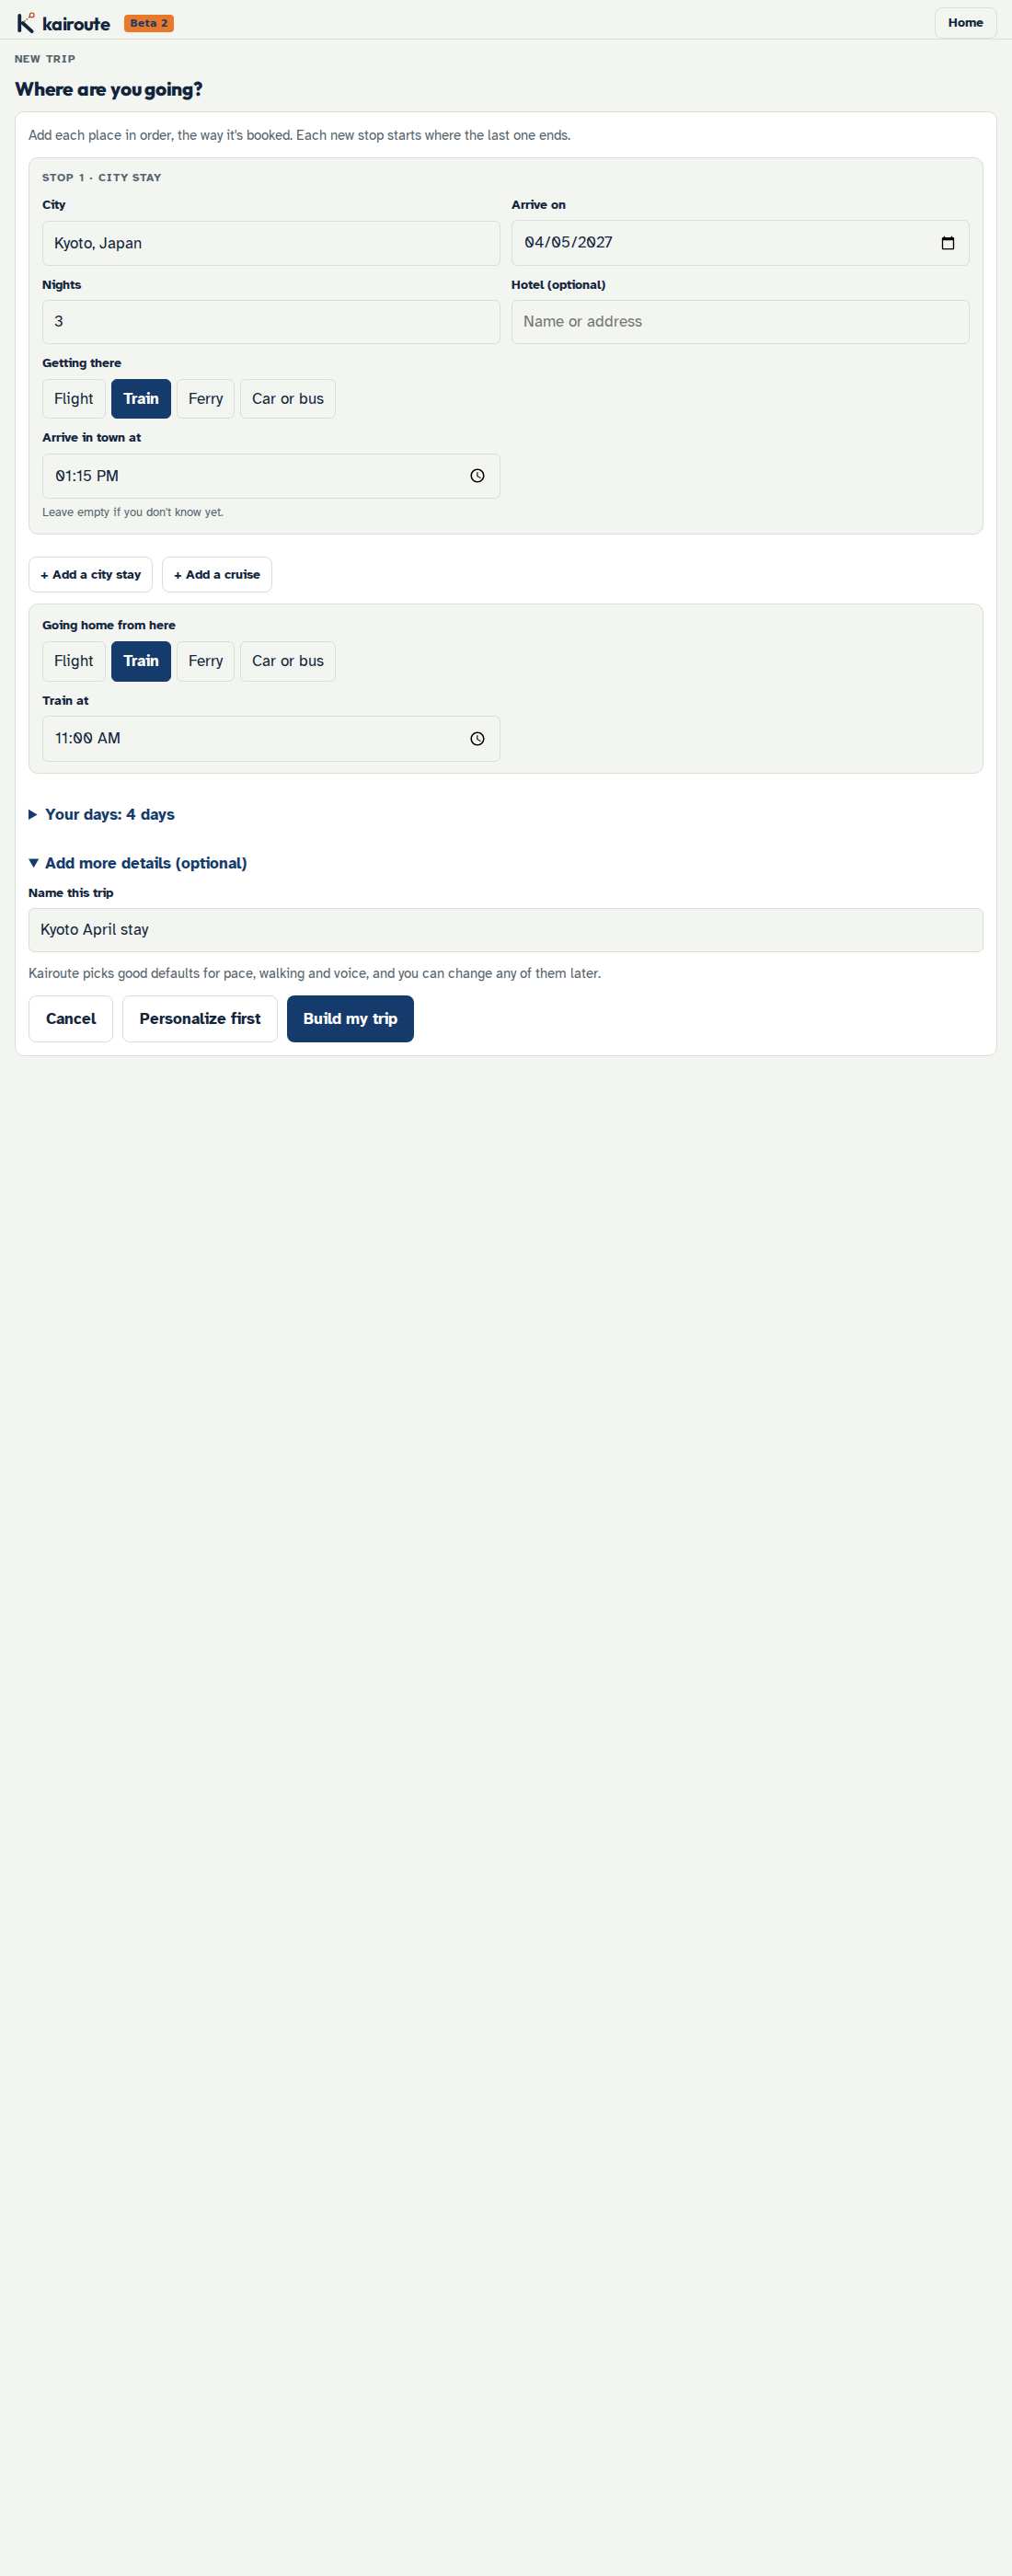 kairoute Beta 2 Home
NEW TRIP
Where are you going?
Add each place in order, the way it's booked. Each new stop starts where the last one ends.
STOP 1 · CITY STAY
City Arrive on
Kyoto, Japan 04/05/2027
Nights Hotel (optional)
3 Name or address
Getting there
Flight Train Ferry Car or bus
Arrive in town at
01:15 PM
Leave empty if you don't know yet.
+ Add a city stay + Add a cruise
Going home from here
Flight Train Ferry Car or bus
Train at
11:00 AM
Your days: 4 days
Add more details (optional)
Name this trip
Kyoto April stay
Kairoute picks good defaults for pace, walking and voice, and you can change any of them later.
Cancel Personalize first Build my trip